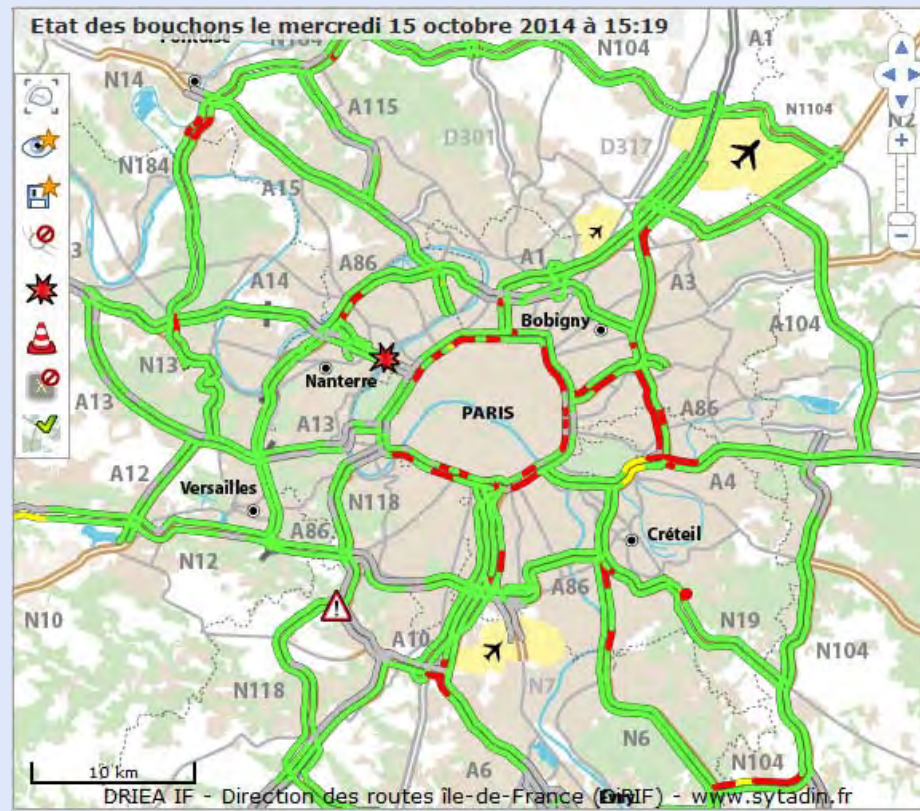 Etat des bouchons le mercredi 15 octobre 2014 à 15:19
N104
N104
A1
N14
A115
N1104
N2
D301
D317
N184
A15
A14
A86
A1
A3
Bobigny
A104
N13
Nanterre
PARIS
A13
A13
A86
A12
Versailles
N118
A4
A86
Créteil
N12
A86
N10
A10
N19
N104
N118
N7
N6
A6
N104
10 km
DRIEA IF - Direction des routes île-de-France (DiRIF) - www.sytadin.fr